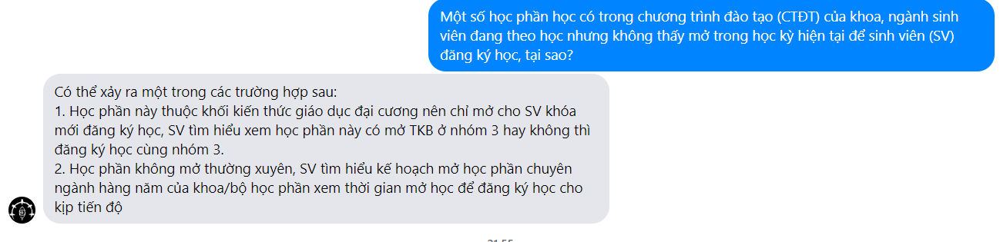 Một số học phần học có trong chương trình đào tạo (CTĐT) của khoa, ngành sinh
viên đang theo học nhưng không thấy mở trong học kỳ hiện tại để sinh viên (SV)
đăng ký học, tại sao?
Có thể xảy ra một trong các trường hợp sau:
1. Học phần này thuộc khối kiến thức giáo dục đại cương nên chỉ mở cho SV khóa
mới đăng ký học, SV tìm hiểu xem học phần này có mở TKB ở nhóm 3 hay không thì
đăng ký học cùng nhóm 3.
2. Học phần không mở thường xuyên, SV tìm hiểu kế hoạch mở học phần chuyên
ngành hàng năm của khoa/bộ học phần xem thời gian mở học để đăng ký học cho
kịp tiến độ